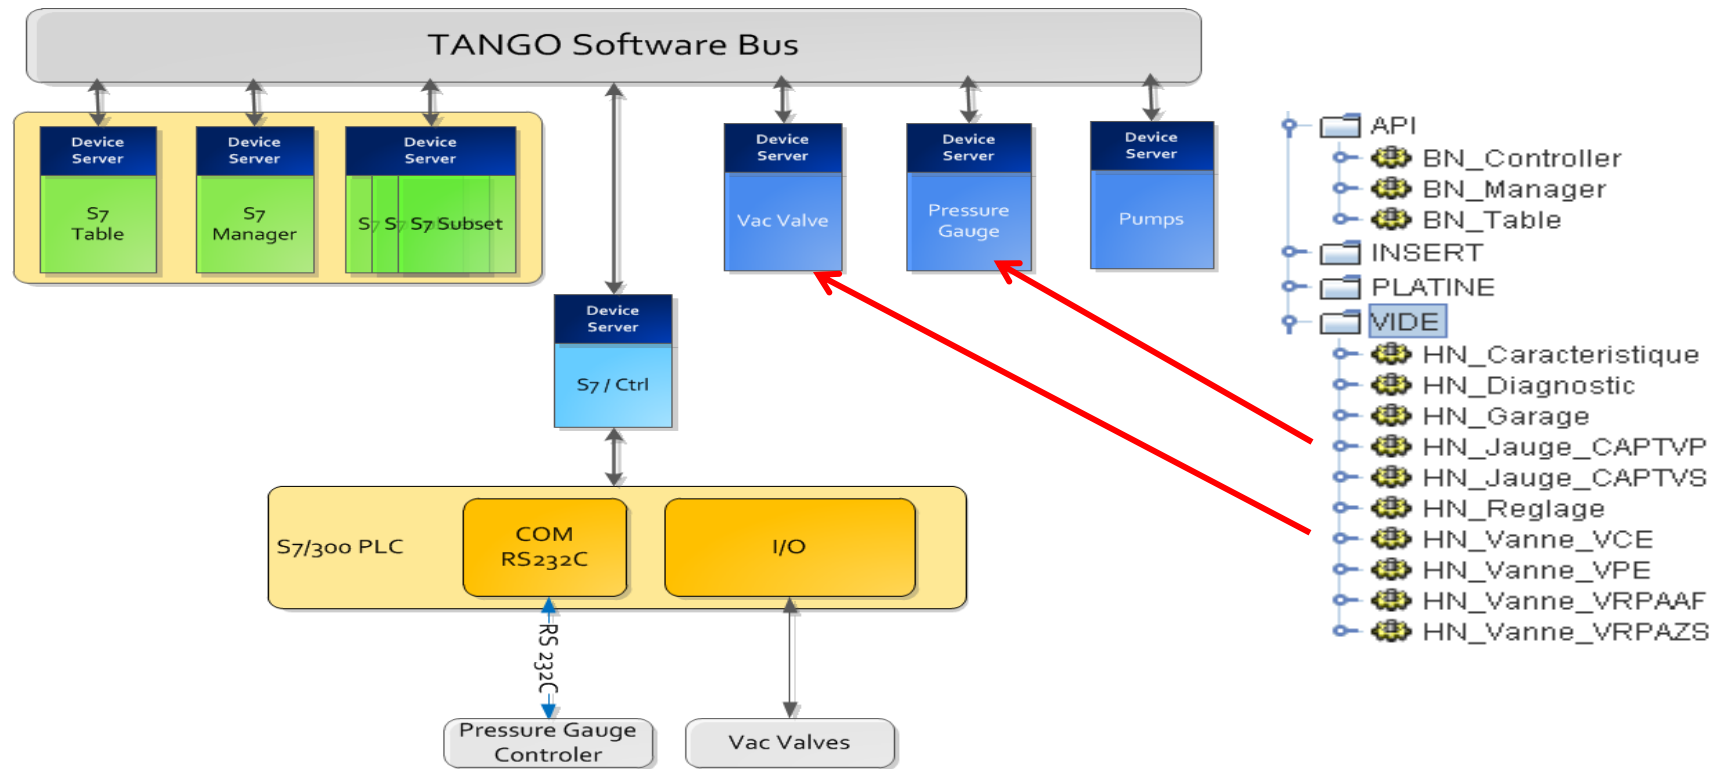 TANGO Software Bus
Device
Server
S7
Table
Device
Server
S7
Manager
Device
Server
S7 S7 S7 Subset
Device
Server
Vac Valve
Device
Server
Pressure
Gauge
Device
Server
Pumps
Device
Server
S7 / Ctrl
S7/300 PLC
COM
RS232C
I/O
RS 232C
Pressure Gauge
Controler
Vac Valves
API
BN_Controller
BN_Manager
BN_Table
INSERT
PLATINE
VIDE
HN_Caracteristique
HN_Diagnostic
HN_Garage
HN_Jauge_CAPTVP
HN_Jauge_CAPTVS
HN_Reglage
HN_Vanne_VCE
HN_Vanne_VPE
HN_Vanne_VRPAAF
HN_Vanne_VRPAZS